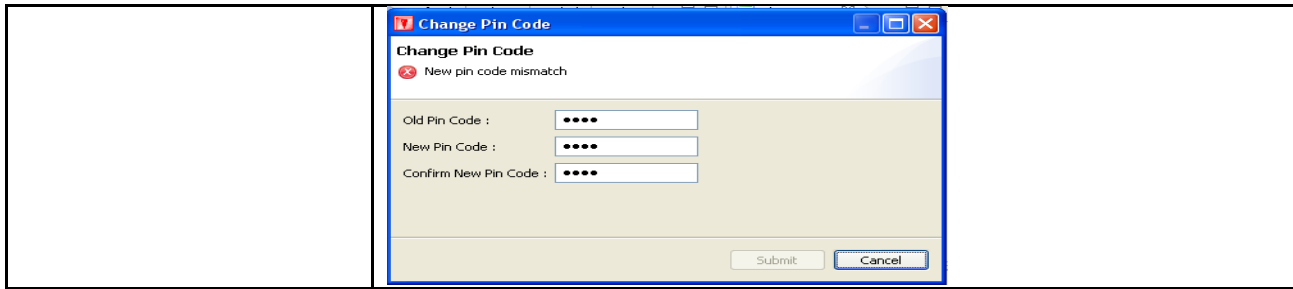 Change Pin Code
Change Pin Code
New pin code mismatch
Old Pin Code : ••••
New Pin Code : ••••
Confirm New Pin Code : ••••
Submit Cancel